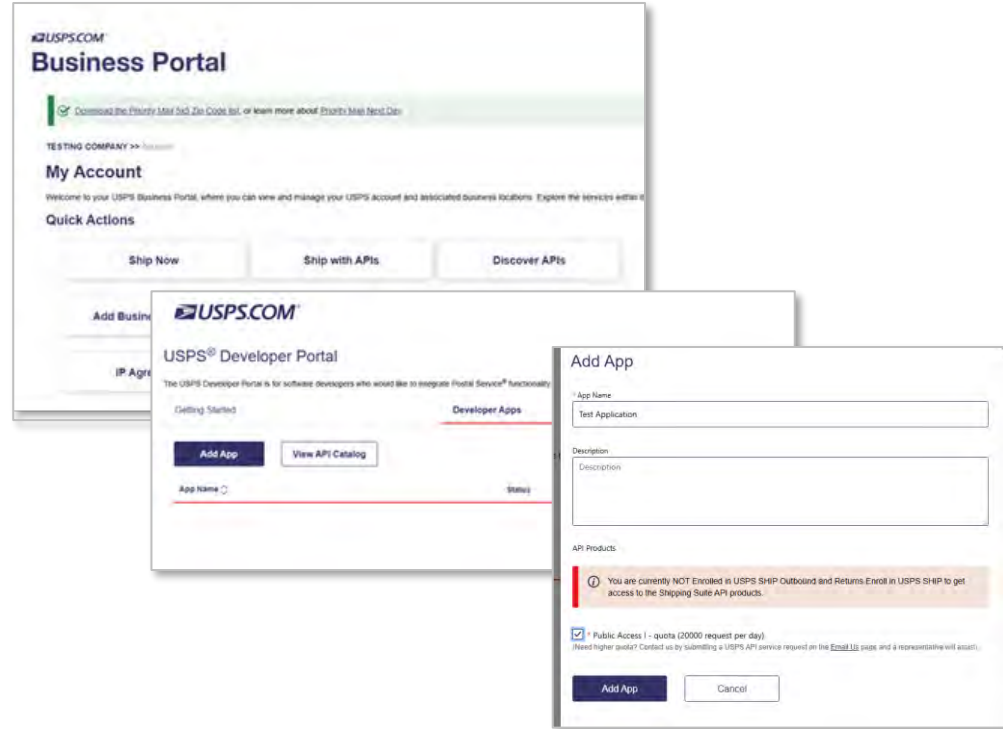 USPS.COM
Business Portal
Download the Priority Mail 5x5 Zip Code list, or learn more about Priority Mail Next Day
TESTING COMPANY >>
My Account
Welcome to your USPS Business Portal, where you can view and manage your USPS account and associated business locations. Explore the services within
Quick Actions
Ship Now
Ship with APIs
Discover APIs
Add Busine
IP Agre
USPS.COM®
USPS® Developer Portal
The USPS Developer Portal is for software developers who would like to integrate Postal Service® functionality
Getting Started
Developer Apps
Add App
View API Catalog
App Name
Status
Add App
* App Name
Test Application
Description
Description
API Products
You are currently NOT Enrolled in USPS SHIP Outbound and Returns.Enroll in USPS SHIP to get
access to the Shipping Suite API products.
* Public Access I - quota (20000 request per day)
(Need higher quota? Contact us by submitting a USPS API service request on the Email Us page and a representative will assist).
Add App
Cancel